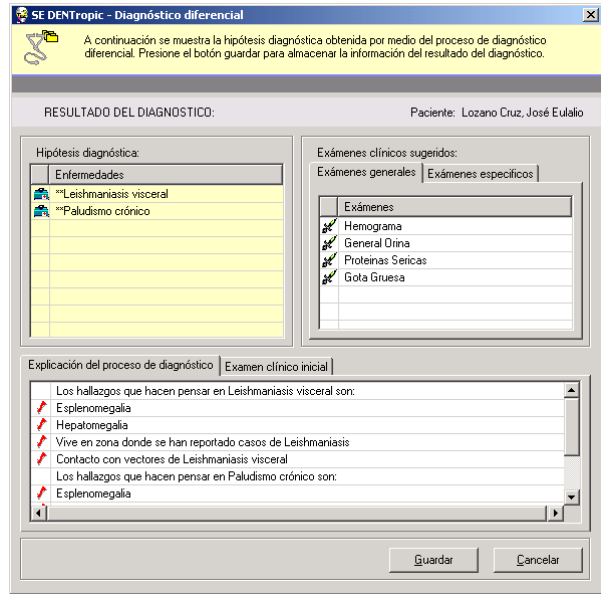 SE DENTropic - Diagnóstico diferencial
A continuación se muestra la hipótesis diagnóstica obtenida por medio del proceso de diagnóstico
diferencial. Presione el botón guardar para almacenar la información del resultado del diagnóstico.
RESULTADO DEL DIAGNOSTICO: Paciente: Lozano Cruz, José Eulalio
Hipótesis diagnóstica:
Enfermedades
**Leishmaniasis visceral
**Paludismo crónico
Exámenes clínicos sugeridos:
Exámenes generales Exámenes especificos
Exámenes
Hemograma
General Orina
Proteinas Sericas
Gota Gruesa
Explicación del proceso de diagnóstico Examen clínico inicial
Los hallazgos que hacen pensar en Leishmaniasis visceral son:
Esplenomegalia
Hepatomegalia
Vive en zona donde se han reportado casos de Leishmaniasis
Contacto con vectores de Leishmaniasis visceral
Los hallazgos que hacen pensar en Paludismo crónico son:
Esplenomegalia
Guardar Cancelar